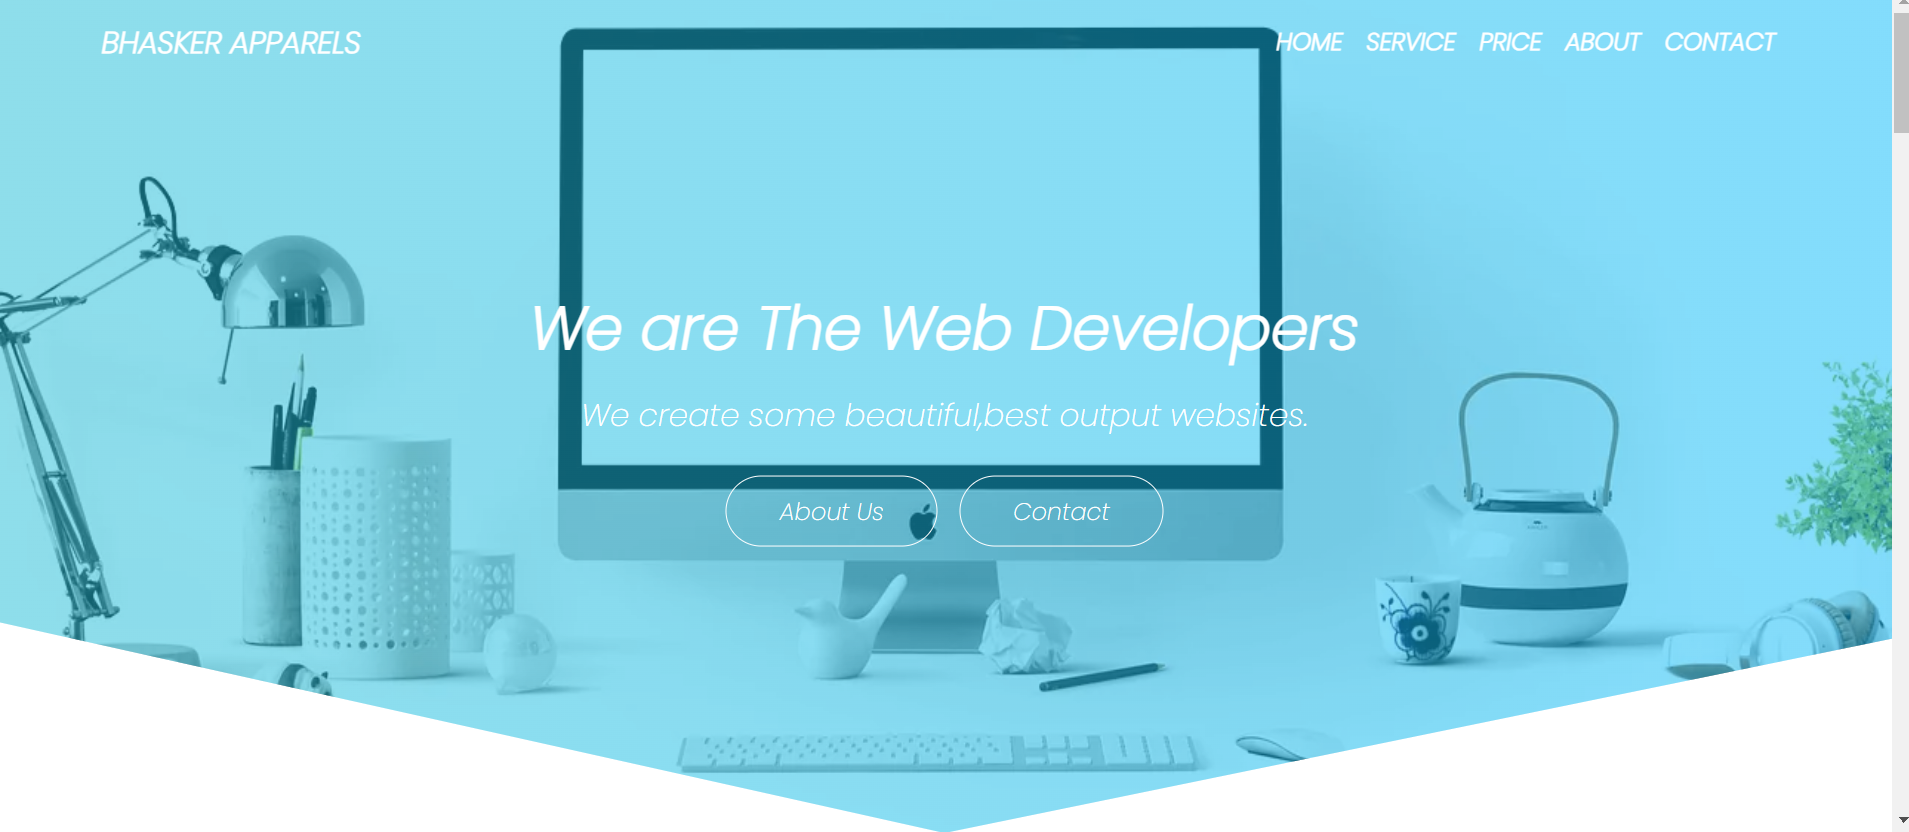 BHASKER APPARELS
HOME SERVICE PRICE ABOUT CONTACT
We are The Web Developers
We create some beautiful,best output websites.
About Us Contact